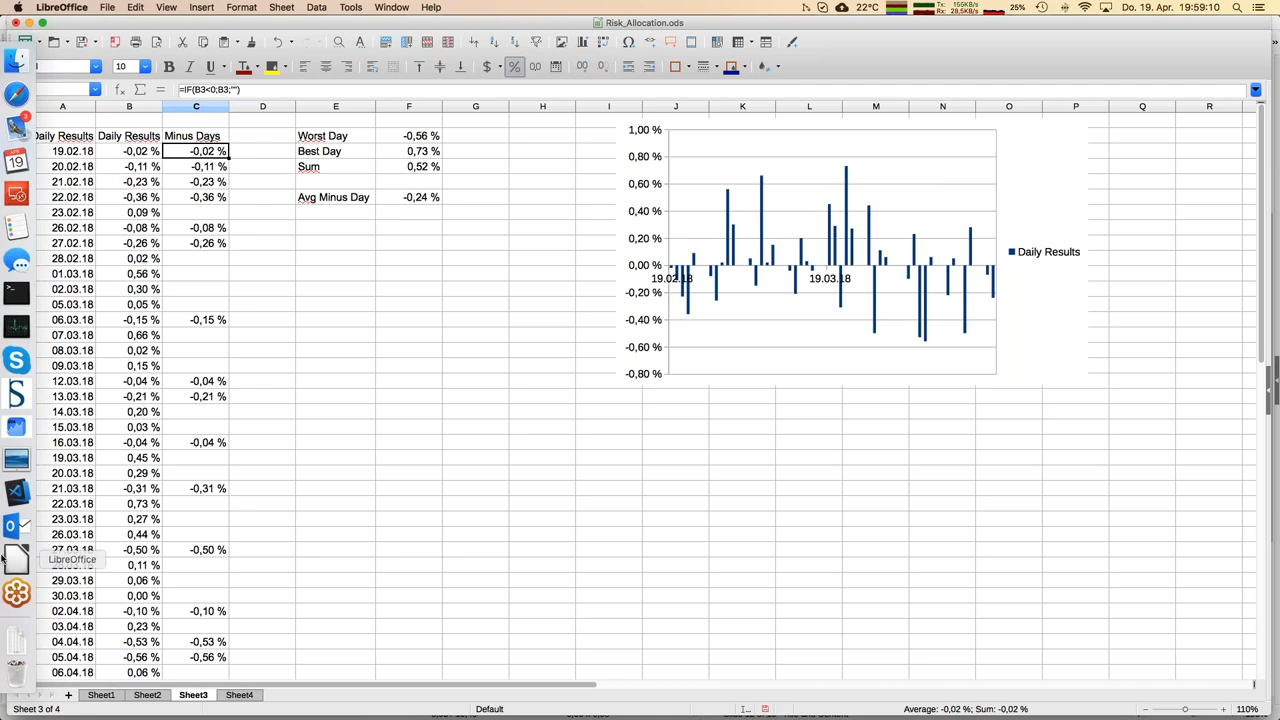 LibreOffice File Edit View Insert Format Sheet Data Tools Window Help 22°C Tx: 155KB/s Rx: 28,5KB/s 25% Do. 19. Apr. 19:59:10
Risk_Allocation.ods
10
=IF(B3<0;B3;"")
A B C D E F G H I J K L M N O P Q R
Daily Results Daily Results Minus Days Worst Day -0,56 %
19.02.18 -0,02 % -0,02 % Best Day 0,73 %
20.02.18 -0,11 % -0,11 % Sum 0,52 %
21.02.18 -0,23 % -0,23 %
22.02.18 -0,36 % -0,36 % Avg Minus Day -0,24 %
23.02.18 0,09 %
26.02.18 -0,08 % -0,08 %
27.02.18 -0,26 % -0,26 %
28.02.18 0,02 %
01.03.18 0,56 %
02.03.18 0,30 %
05.03.18 0,05 %
06.03.18 -0,15 % -0,15 %
07.03.18 0,66 %
08.03.18 0,02 %
09.03.18 0,15 %
12.03.18 -0,04 % -0,04 %
13.03.18 -0,21 % -0,21 %
14.03.18 0,20 %
15.03.18 0,03 %
16.03.18 -0,04 % -0,04 %
19.03.18 0,45 %
20.03.18 0,29 %
21.03.18 -0,31 % -0,31 %
22.03.18 0,73 %
23.03.18 0,27 %
26.03.18 0,44 %
27.03.18 -0,50 % -0,50 %
LibreOffice
0,11 %
29.03.18 0,06 %
30.03.18 0,00 %
02.04.18 -0,10 % -0,10 %
03.04.18 0,23 %
04.04.18 -0,53 % -0,53 %
05.04.18 -0,56 % -0,56 %
06.04.18 0,06 %
1,00 %
0,80 %
0,60 %
0,40 %
0,20 %
0,00 %
-0,20 %
-0,40 %
-0,60 %
-0,80 %
19.02.18 19.03.18
Daily Results
Sheet1 Sheet2 Sheet3 Sheet4
Sheet 3 of 4 Default Average: -0,02 %; Sum: -0,02 % 110%